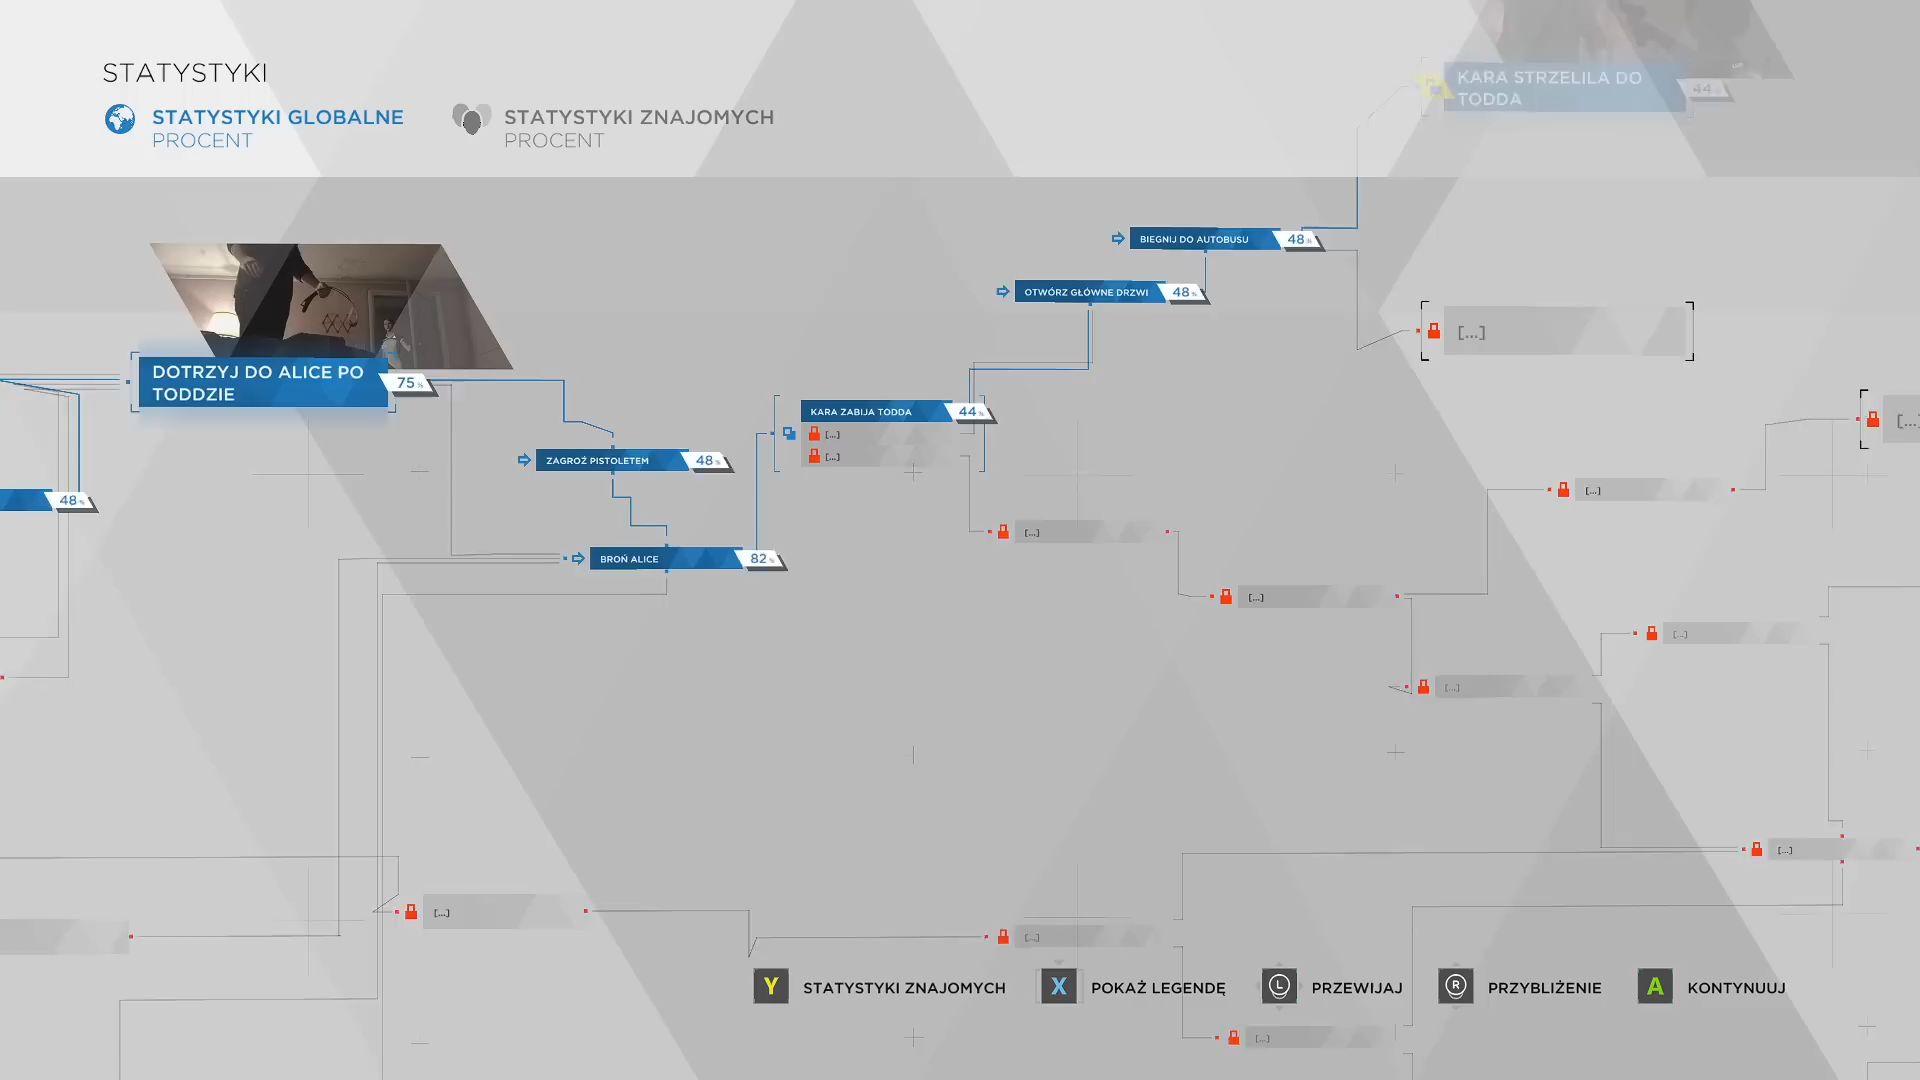 STATYSTYKI
STATYSTYKI GLOBALNE
PROCENT
STATYSTYKI ZNAJOMYCH
PROCENT
KARA STRZELILA DO
TODDA
44%
BIEGNIJ DO AUTOBUSU
48%
OTWÓRZ GŁÓWNE DRZWI
48%
[...]
DOTRZYJ DO ALICE PO
TODDZIE
75%
KARA ZABIJA TODDA
44%
[...]
[...]
[...]
ZAGROŹ PISTOLETEM
48%
[...]
48%
[...]
BROŃ ALICE
82%
[...]
[...]
[...]
[...]
[...]
[...]
Y
STATYSTYKI ZNAJOMYCH
X
POKAŻ LEGENDĘ
L
PRZEWIJAJ
R
PRZYBLIŻENIE
A
KONTYNUUJ
[...]